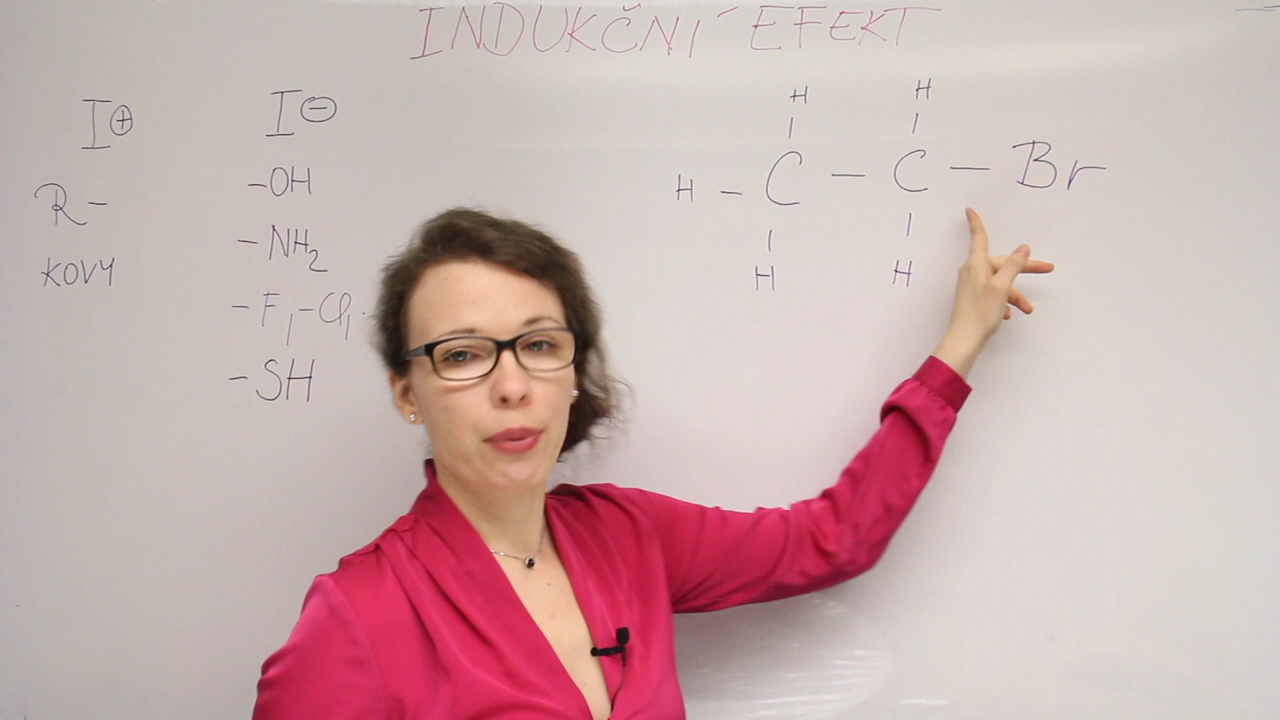 INDUKČNÍ EFEKT
I⊕
R-
KOVY
I⊖
-OH
-NH₂
-F, -Cl,
-SH
H H
| |
H - C - C - Br
| |
H H